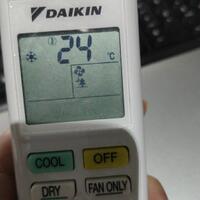 DAIKIN
24 °C
COOL OFF
DRY FAN ONLY